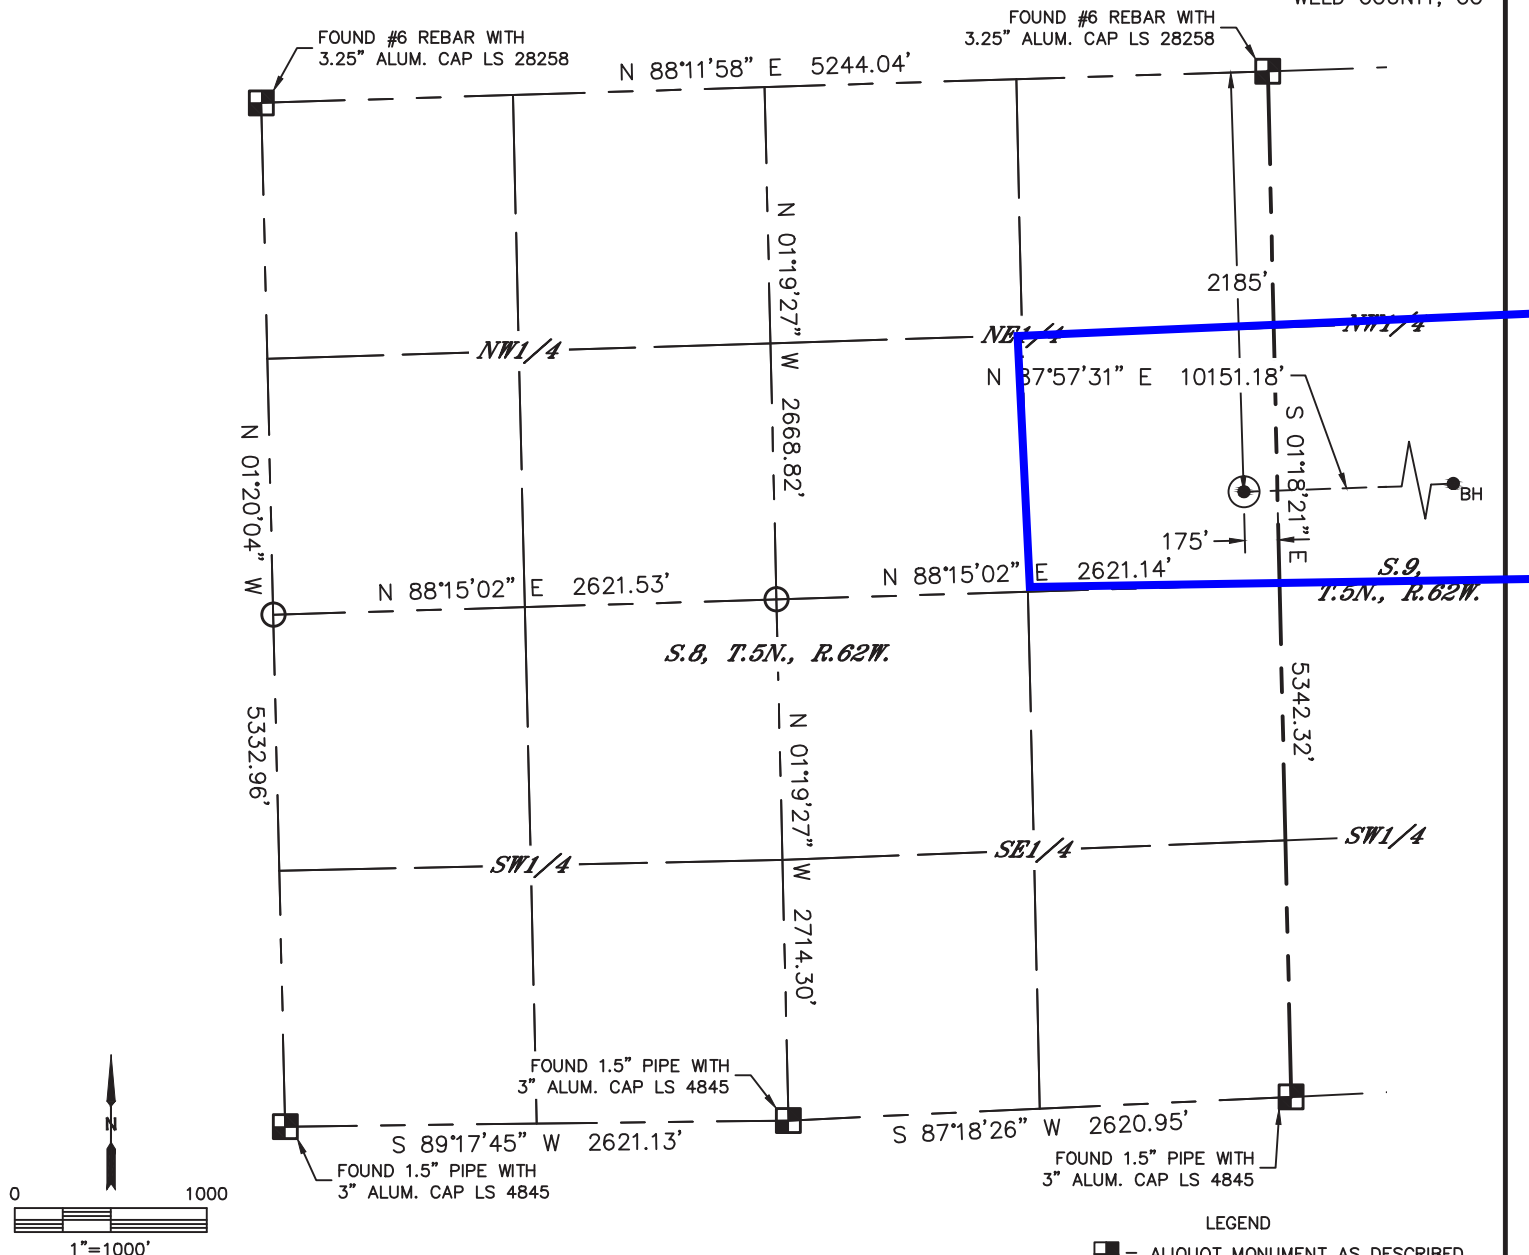 FOUND #6 REBAR WITH
3.25" ALUM. CAP LS 28258
FOUND #6 REBAR WITH
3.25" ALUM. CAP LS 28258
N 88°11'58" E 5244.04'
N 01°19'27" W 2668.82'
2185'
NW1/4
NE1/4
NW1/4
N 87°57'31" E 10151.18'
S 01°18'21" E 5342.32'
N 01°20'04" W 5332.96'
BH
175'
N 88°15'02" E 2621.53'
N 88°15'02" E 2621.14'
S.9,
T.5N., R.62W.
S.8, T.5N., R.62W.
N 01°19'27" W 2714.30'
SW1/4
SE1/4
SW1/4
FOUND 1.5" PIPE WITH
3" ALUM. CAP LS 4845
S 89°17'45" W 2621.13'
S 87°18'26" W 2620.95'
FOUND 1.5" PIPE WITH
3" ALUM. CAP LS 4845
FOUND 1.5" PIPE WITH
3" ALUM. CAP LS 4845
N
0 1000
1"=1000'
LEGEND
= ALIQUOT MONUMENT AS DESCRIBED